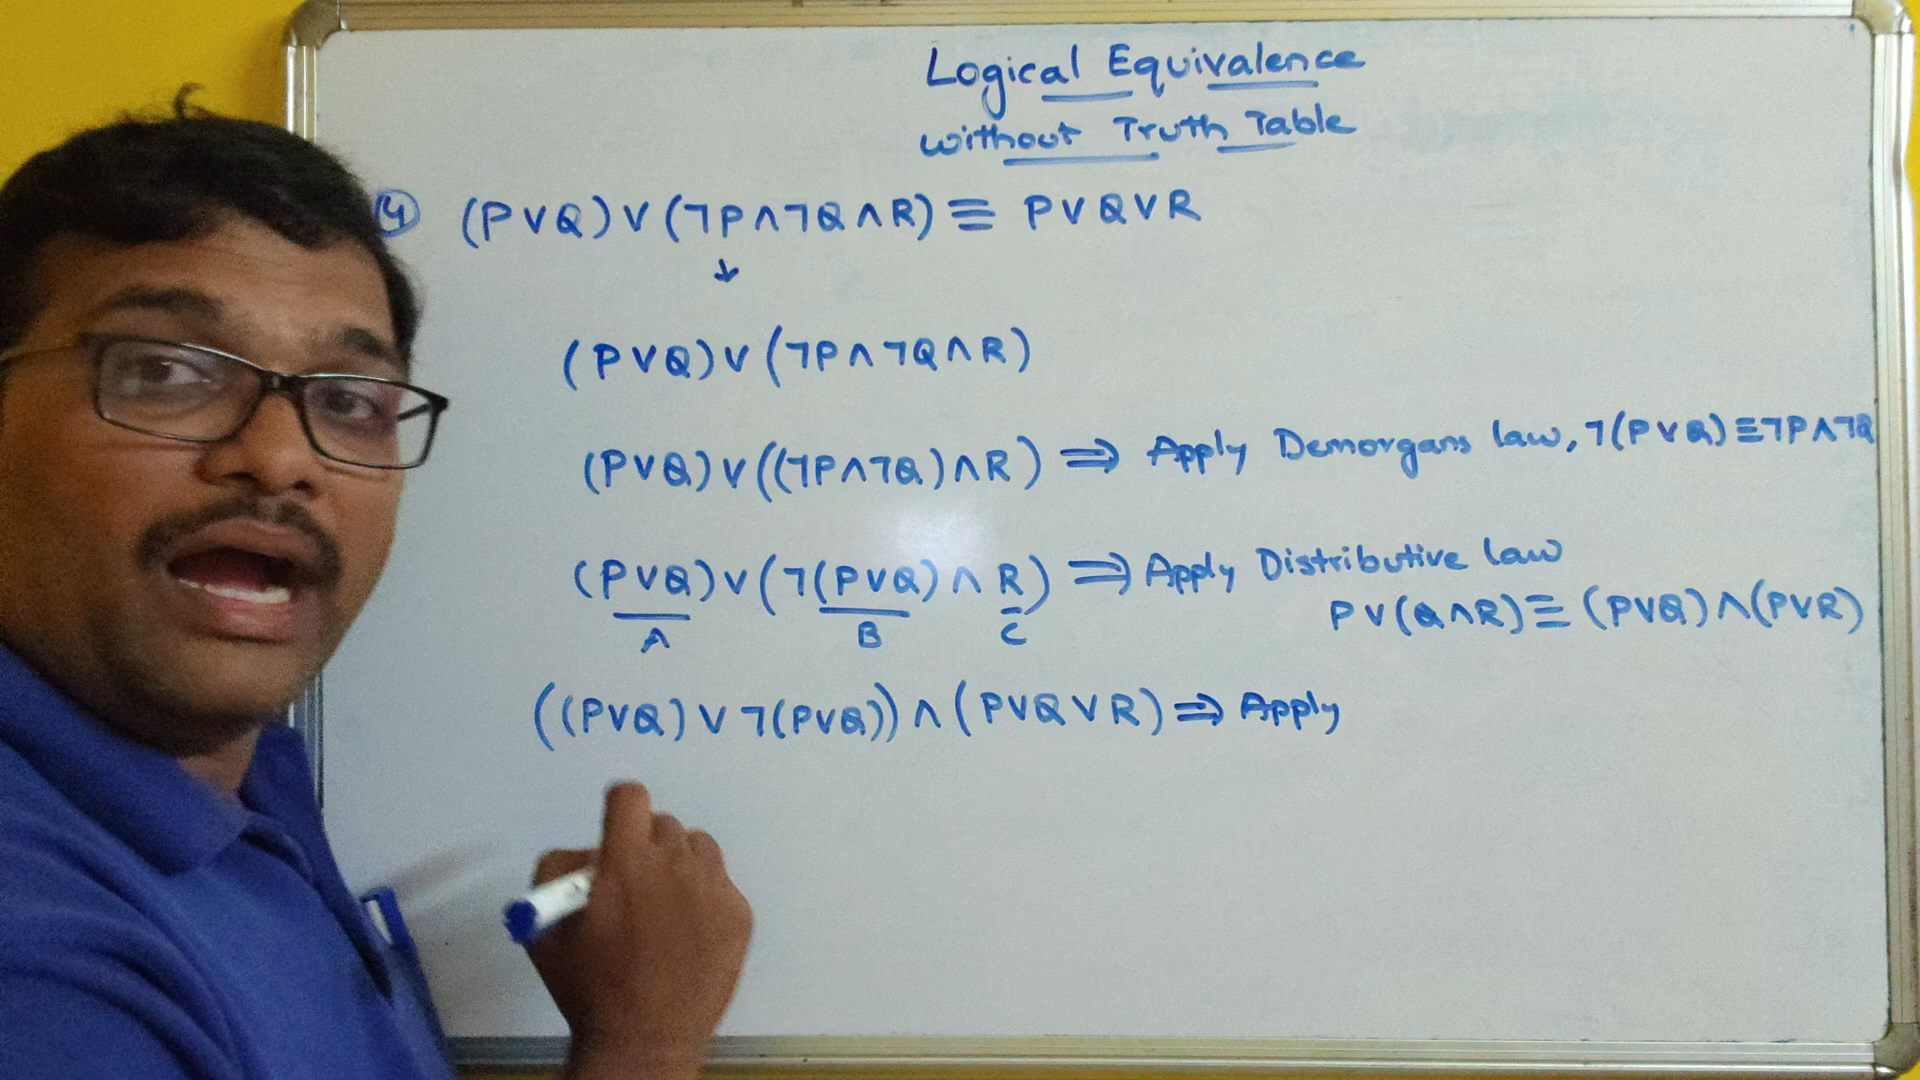 Logical Equivalence
without Truth Table
4 (P∨Q)∨(¬P∧¬Q∧R)≡ P∨Q∨R
↓
(P∨Q)∨(¬P∧¬Q∧R)
(P∨Q)∨((¬P∧¬Q)∧R) ⇒ Apply Demorgans law, ¬(P∨Q)≡¬P∧¬Q
(P∨Q)∨(¬(P∨Q)∧R) ⇒ Apply Distributive law
A B C P∨(Q∧R)≡(P∨Q)∧(P∨R)
((P∨Q)∨¬(P∨Q))∧(P∨Q∨R) ⇒ Apply